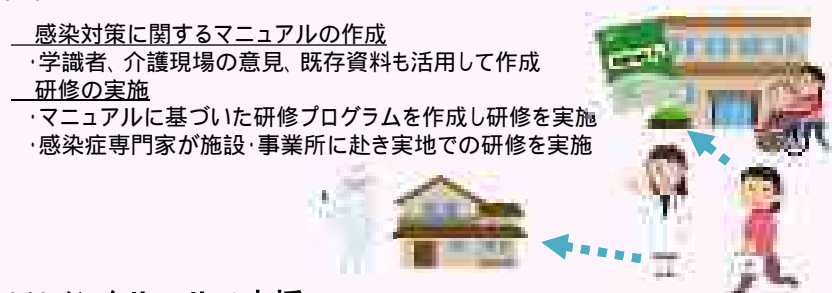 感染対策に関するマニュアルの作成
・学識者、介護現場の意見、既存資料も活用して作成
研修の実施
・マニュアルに基づいた研修プログラムを作成し研修を実施
・感染症専門家が施設・事業所に赴き実地での研修を実施